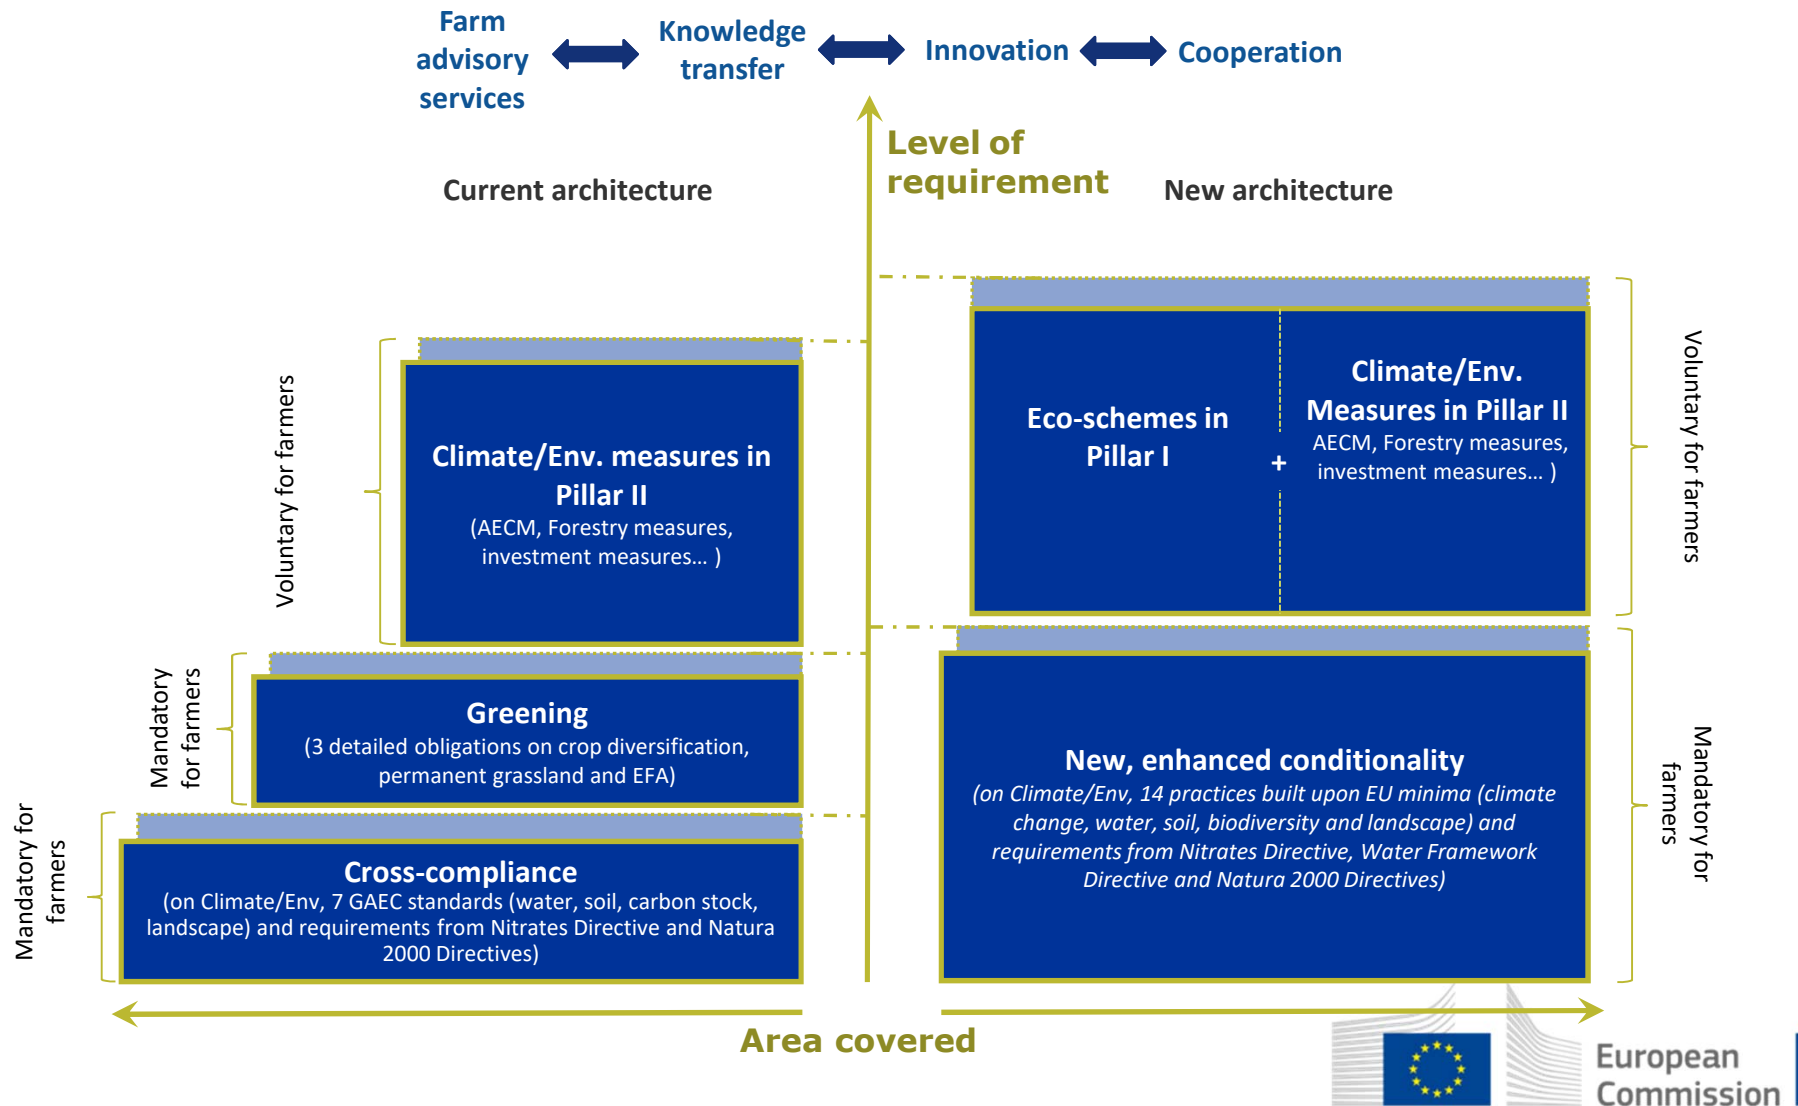 Farm
advisory
services
Knowledge
transfer
Innovation
Cooperation
Level of
requirement
Current architecture
New architecture
Voluntary for farmers
Climate/Env. measures in
Pillar II
(AECM, Forestry measures,
investment measures... )
Mandatory
for farmers
Greening
(3 detailed obligations on crop diversification,
permanent grassland and EFA)
Mandatory for
farmers
Cross-compliance
(on Climate/Env, 7 GAEC standards (water, soil, carbon stock,
landscape) and requirements from Nitrates Directive and Natura
2000 Directives)
Eco-schemes in
Pillar I
+
Climate/Env.
Measures in Pillar II
AECM, Forestry measures,
investment measures... )
Voluntary for farmers
New, enhanced conditionality
(on Climate/Env, 14 practices built upon EU minima (climate
change, water, soil, biodiversity and landscape) and
requirements from Nitrates Directive, Water Framework
Directive and Natura 2000 Directives)
Mandatory for
farmers
Area covered
European
Commission